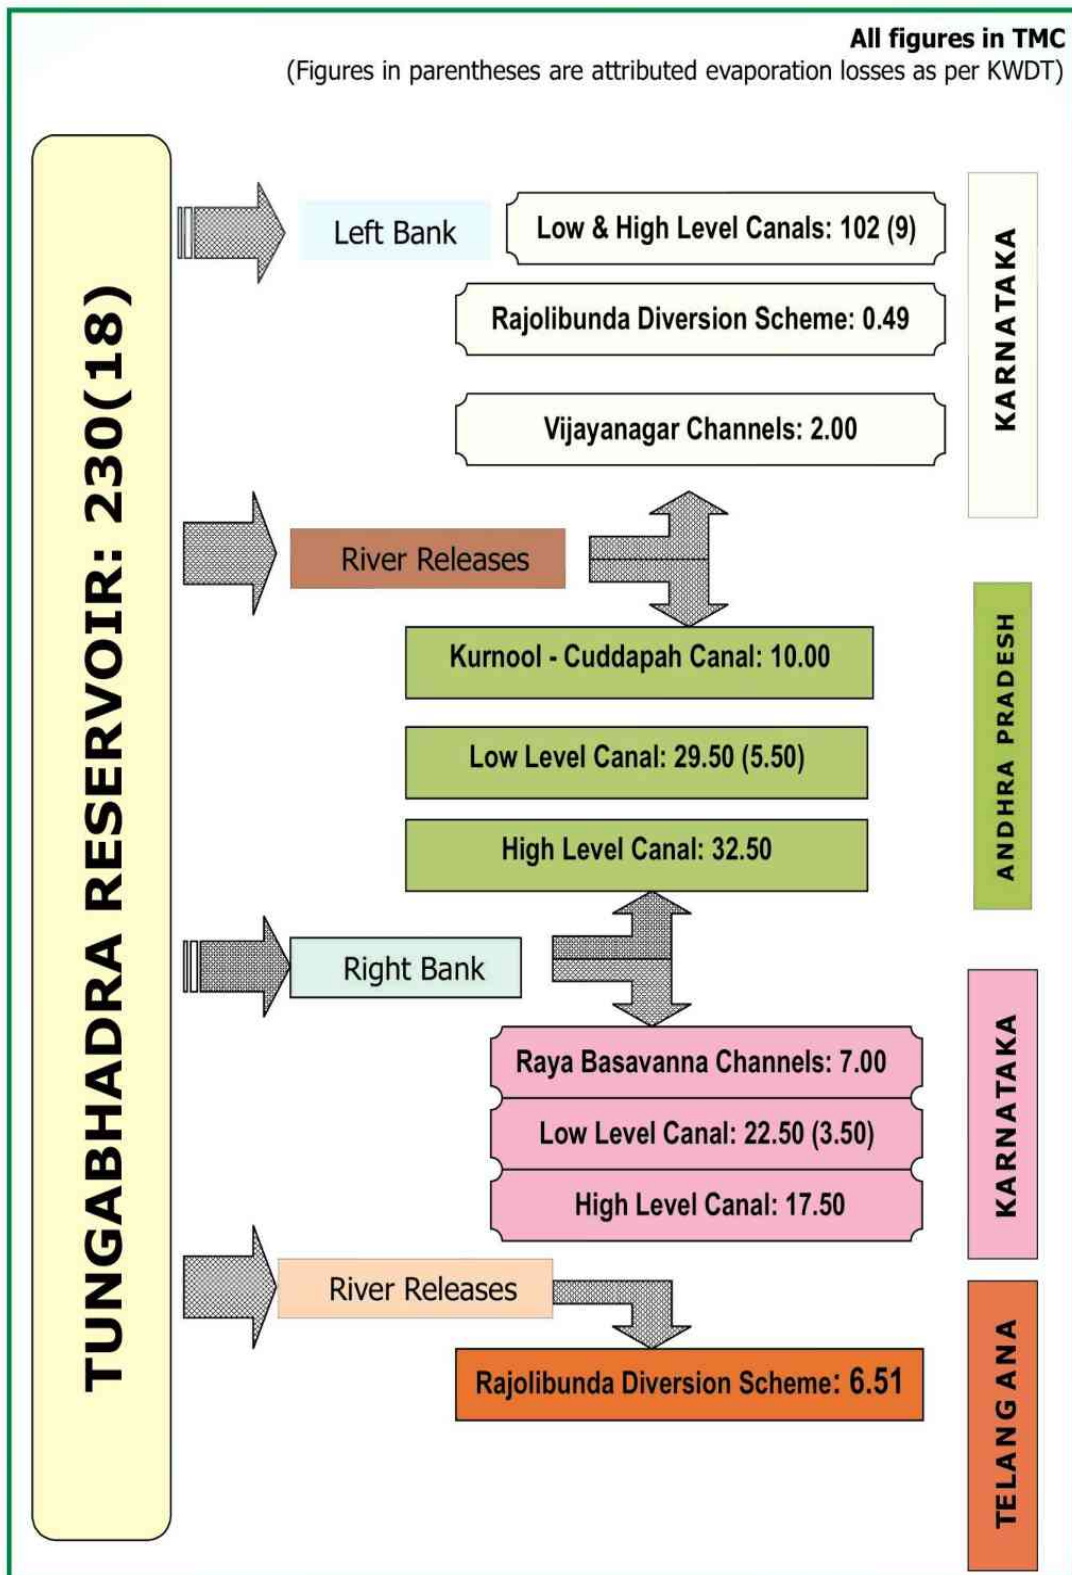 All figures in TMC
(Figures in parentheses are attributed evaporation losses as per KWDT)
TUNGABHADRA RESERVOIR: 230(18)
Left Bank
Low & High Level Canals: 102 (9)
Rajolibunda Diversion Scheme: 0.49
Vijayanagar Channels: 2.00
KARNATAKA
River Releases
Kurnool - Cuddapah Canal: 10.00
Low Level Canal: 29.50 (5.50)
High Level Canal: 32.50
ANDHRA PRADESH
Right Bank
Raya Basavanna Channels: 7.00
Low Level Canal: 22.50 (3.50)
High Level Canal: 17.50
KARNATAKA
River Releases
Rajolibunda Diversion Scheme: 6.51
TELANGANA